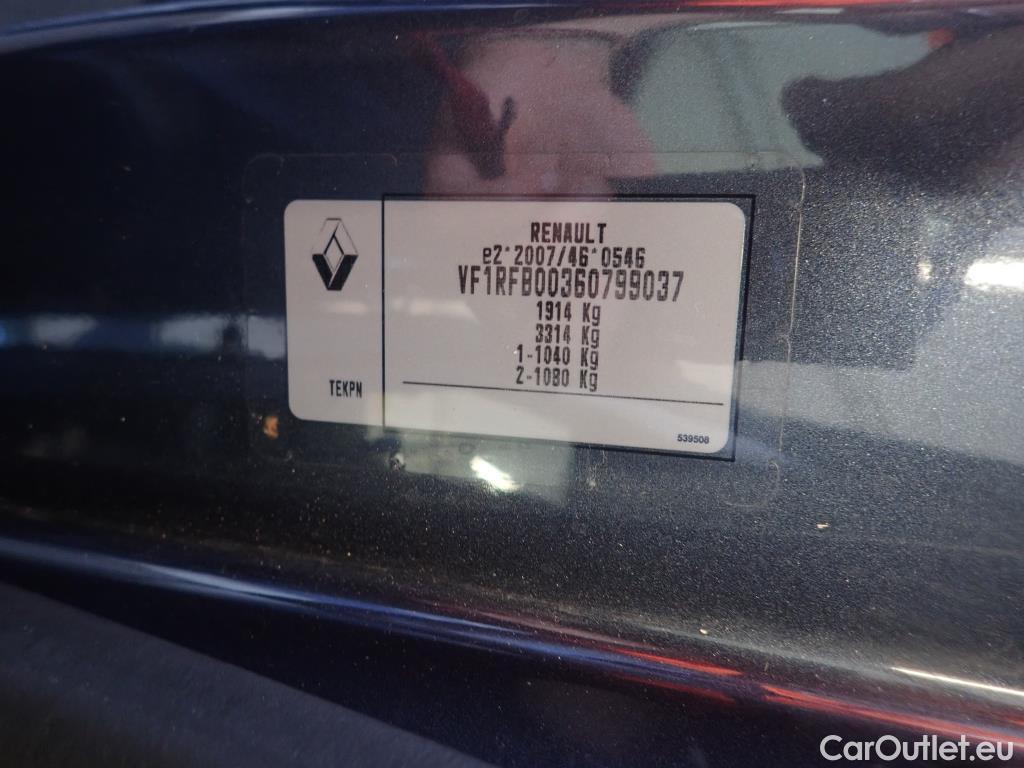 RENAULT
e2*2007/46*0546
VF1RFB00360799037
1914 Kg
3314 Kg
1-1040 Kg
2-1080 Kg
TEKPN
539508
CarOutlet.eu